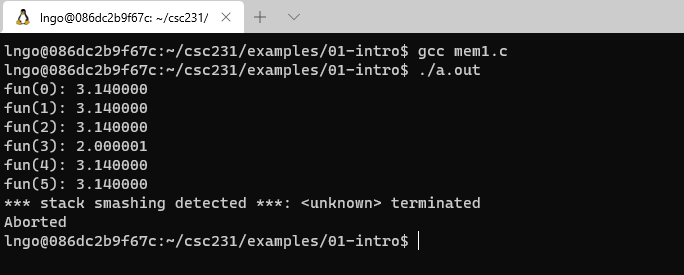 lngo@086dc2b9f67c: ~/csc231/
lngo@086dc2b9f67c:~/csc231/examples/01-intro$ gcc mem1.c
lngo@086dc2b9f67c:~/csc231/examples/01-intro$ ./a.out
fun(0): 3.140000
fun(1): 3.140000
fun(2): 3.140000
fun(3): 2.000001
fun(4): 3.140000
fun(5): 3.140000
*** stack smashing detected ***: <unknown> terminated
Aborted
lngo@086dc2b9f67c:~/csc231/examples/01-intro$